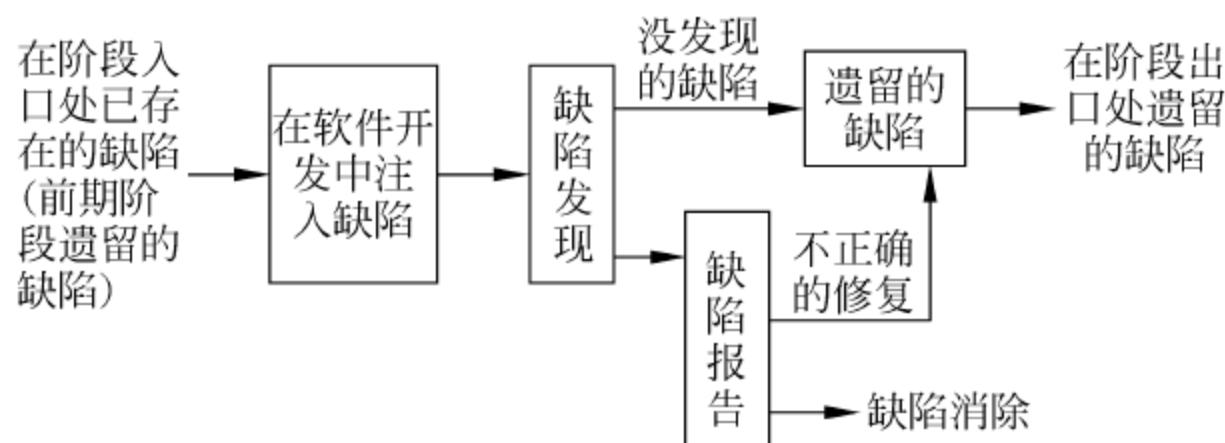 在阶段入
口处已存
在的缺陷
(前期阶
段遗留的
缺陷)
在软件开
发中注
入缺陷
缺
陷
发
现
没发现
的缺陷
遗留的
缺陷
在阶段出
口处遗留
的缺陷
缺
陷
报
告
不正确
的修复
缺陷消除